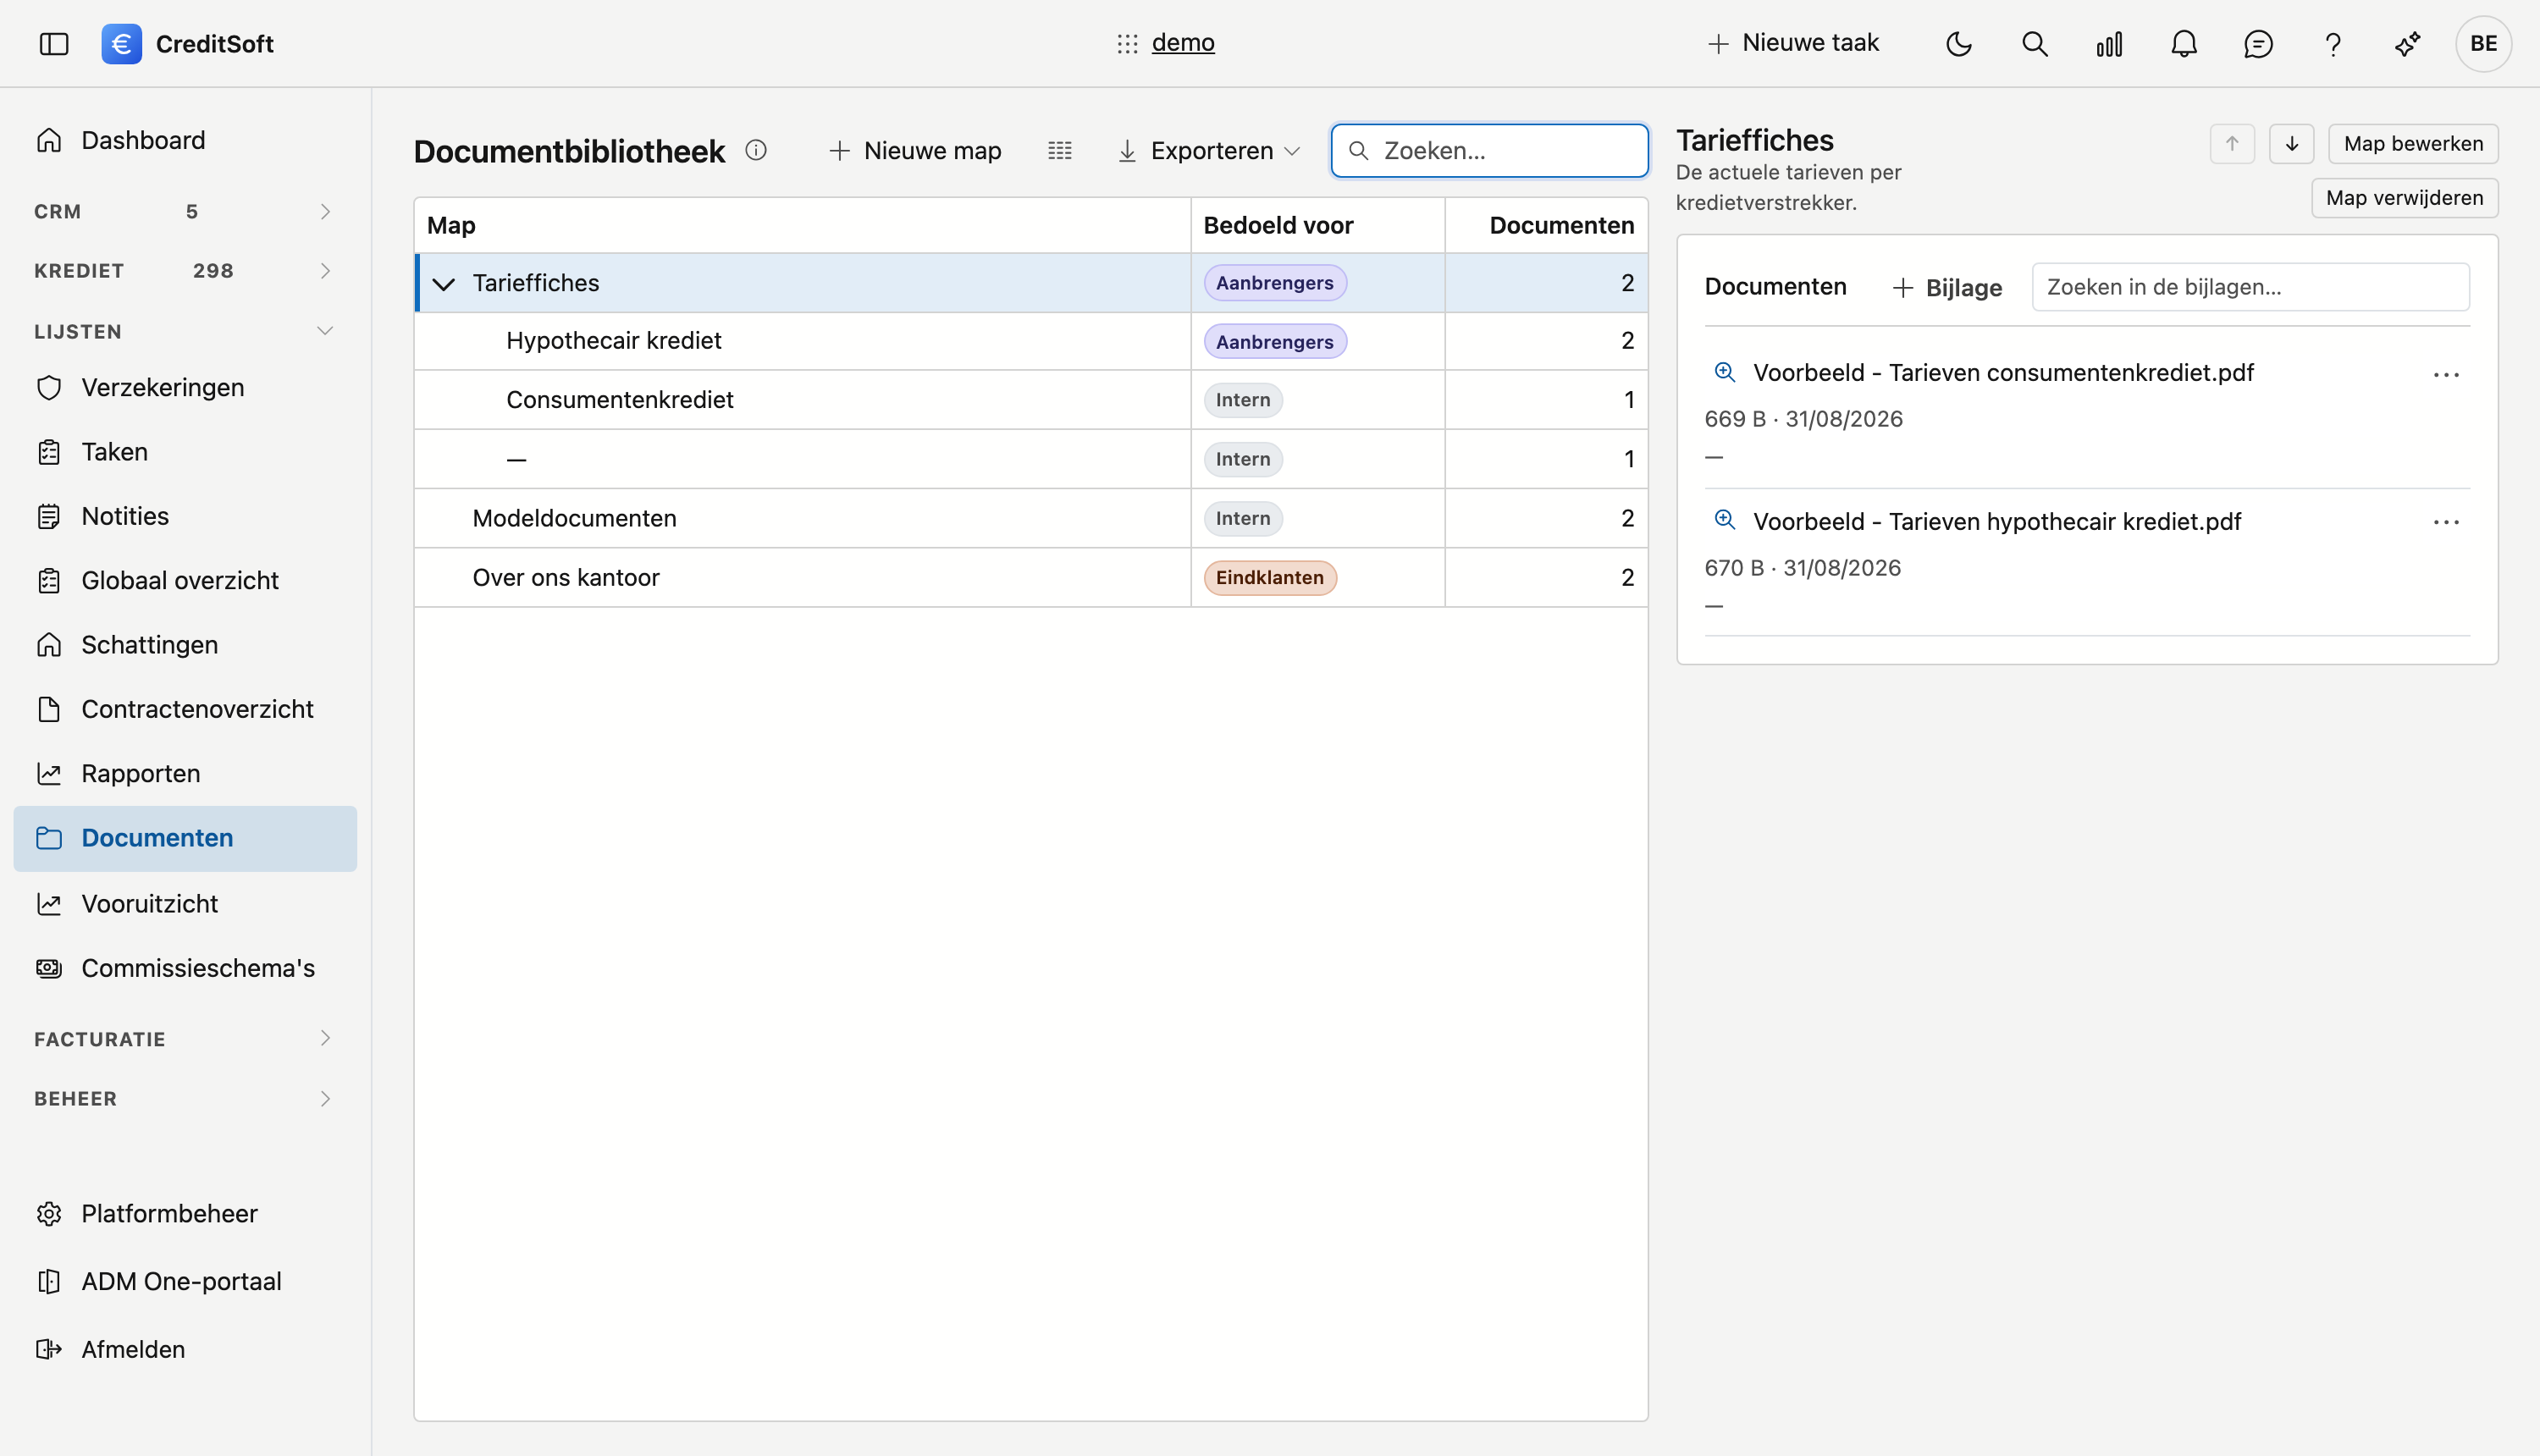 CreditSoft
demo
Nieuwe taak
BE
Dashboard
CRM 5
KREDIET 298
LIJSTEN
Verzekeringen
Taken
Notities
Globaal overzicht
Schattingen
Contractenoverzicht
Rapporten
Documenten
Vooruitzicht
Commissieschema's
FACTURATIE
BEHEER
Platformbeheer
ADM One-portaal
Afmelden
Documentbibliotheek
Nieuwe map
Exporteren
Zoeken...
Map Bedoeld voor Documenten
Tarieffiches Aanbrengers 2
Hypothecair krediet Aanbrengers 2
Consumentenkrediet Intern 1
— Intern 1
Modeldocumenten Intern 2
Over ons kantoor Eindklanten 2
Tarieffiches
De actuele tarieven per
kredietverstrekker.
Map bewerken
Map verwijderen
Documenten
Bijlage
Zoeken in de bijlagen...
Voorbeeld - Tarieven consumentenkrediet.pdf
669 B · 31/08/2026
—
Voorbeeld - Tarieven hypothecair krediet.pdf
670 B · 31/08/2026
—